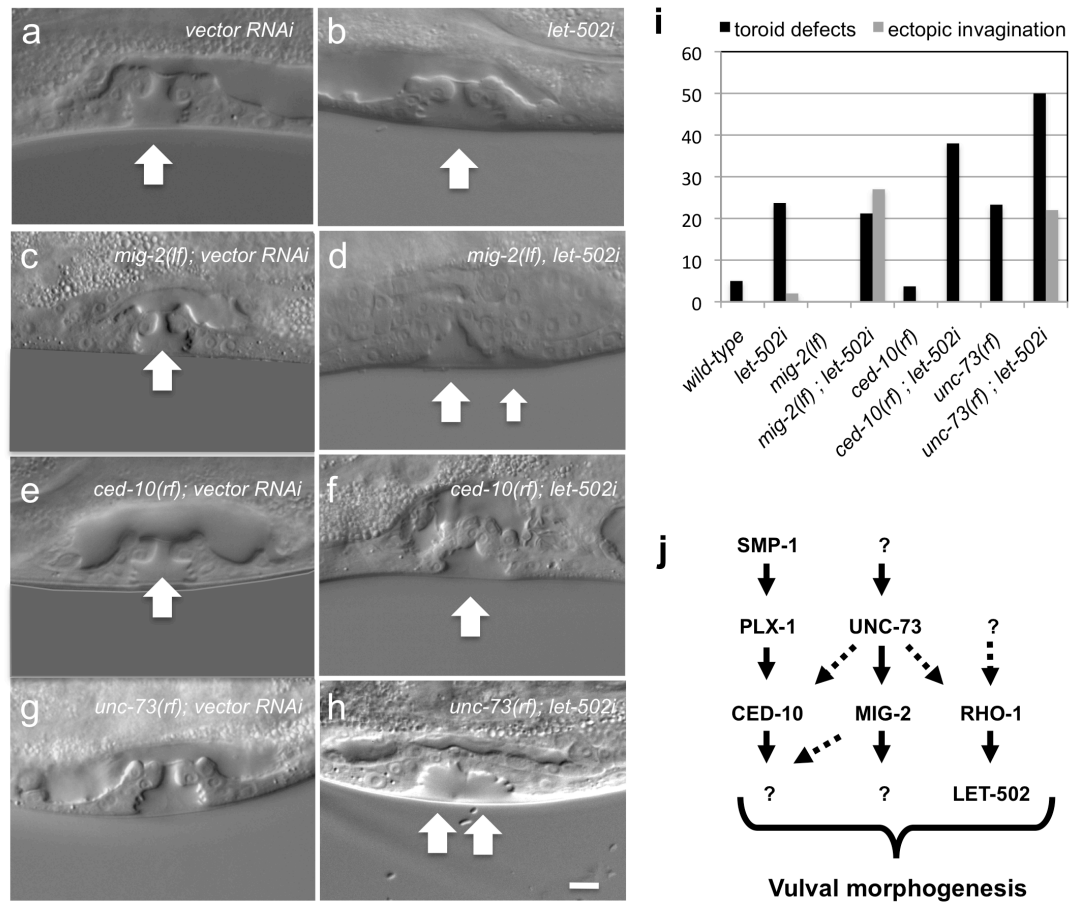 a
vector RNAi
b
let-502i
c
mig-2(lf); vector RNAi
d
mig-2(lf), let-502i
e
ced-10(rf); vector RNAi
f
ced-10(rf); let-502i
g
unc-73(rf); vector RNAi
h
unc-73(rf); let-502i
i
toroid defects ectopic invagination
60
50
40
30
20
10
0
wild-type
let-502i
mig-2(lf)
mig-2(lf) ; let-502i
ced-10(rf)
ced-10(rf) ; let-502i
unc-73(rf)
unc-73(rf) ; let-502i
j
SMP-1 ?
PLX-1 UNC-73 ?
CED-10 MIG-2 RHO-1
? ? LET-502
Vulval morphogenesis